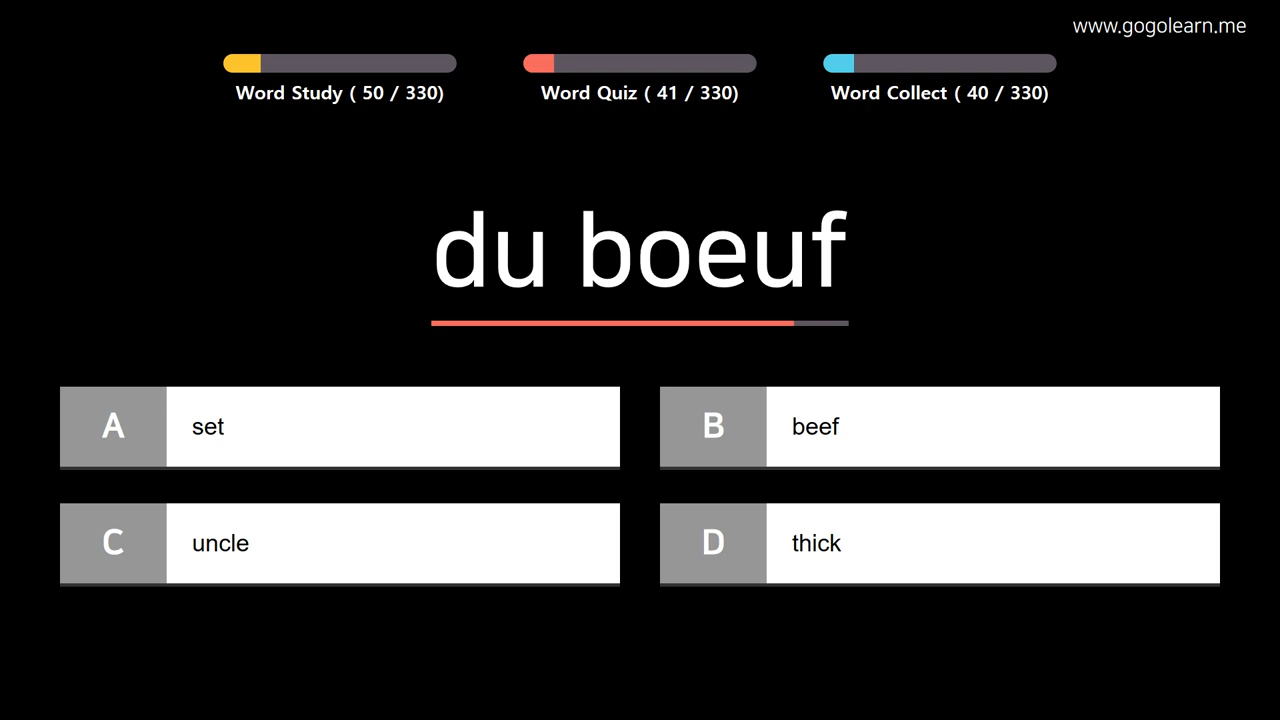 www.gogolearn.me
Word Study ( 50 / 330)
Word Quiz ( 41 / 330)
Word Collect ( 40 / 330)
du boeuf
A set
B beef
C uncle
D thick